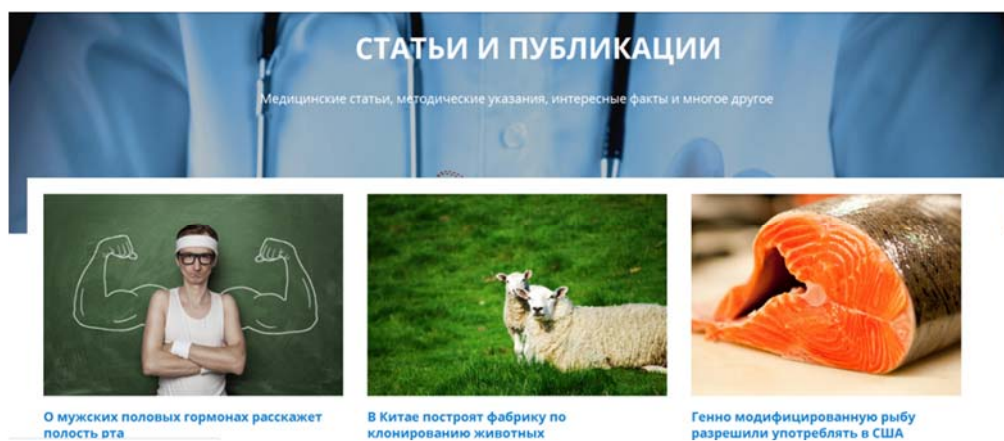 СТАТЬИ И ПУБЛИКАЦИИ
Медицинские статьи, методические указания, интересные факты и многое другое
О мужских половых гормонах расскажет
полость рта
В Китае построят фабрику по
клонированию животных
Генно модифицированную рыбу
разрешили употреблять в США